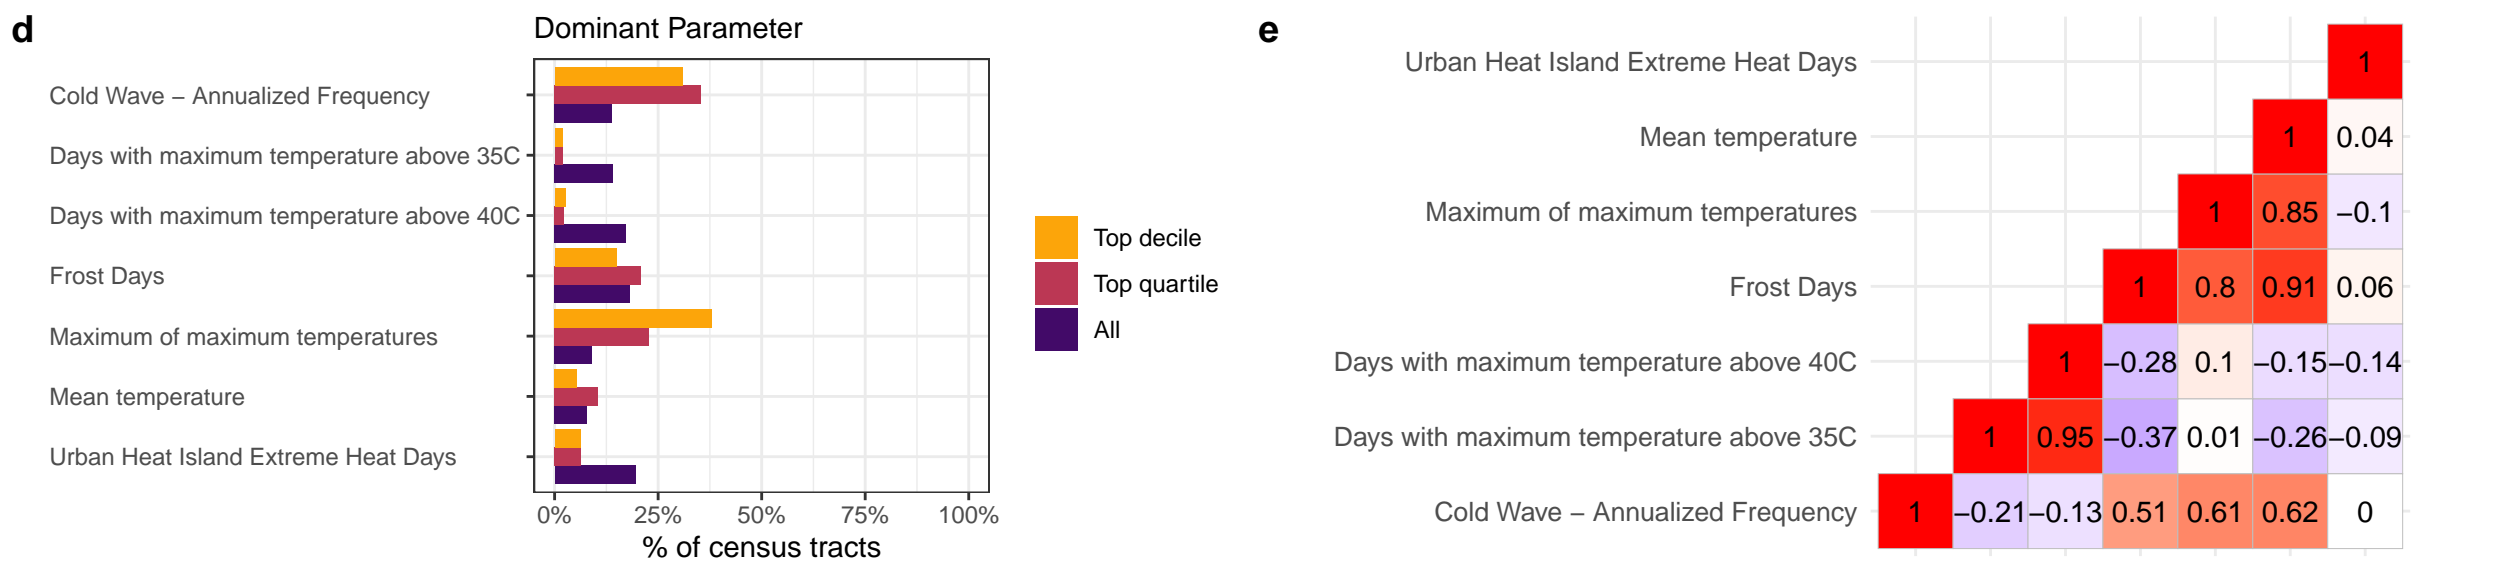 d
Dominant Parameter
Cold Wave – Annualized Frequency
Days with maximum temperature above 35C
Days with maximum temperature above 40C
Frost Days
Maximum of maximum temperatures
Mean temperature
Urban Heat Island Extreme Heat Days
0% 25% 50% 75% 100%
% of census tracts
Top decile
Top quartile
All
e
Urban Heat Island Extreme Heat Days 1
Mean temperature 1 0.04
Maximum of maximum temperatures 1 0.85 −0.1
Frost Days 1 0.8 0.91 0.06
Days with maximum temperature above 40C 1 −0.28 0.1 −0.15 −0.14
Days with maximum temperature above 35C 1 0.95 −0.37 0.01 −0.26 −0.09
Cold Wave – Annualized Frequency 1 −0.21 −0.13 0.51 0.61 0.62 0